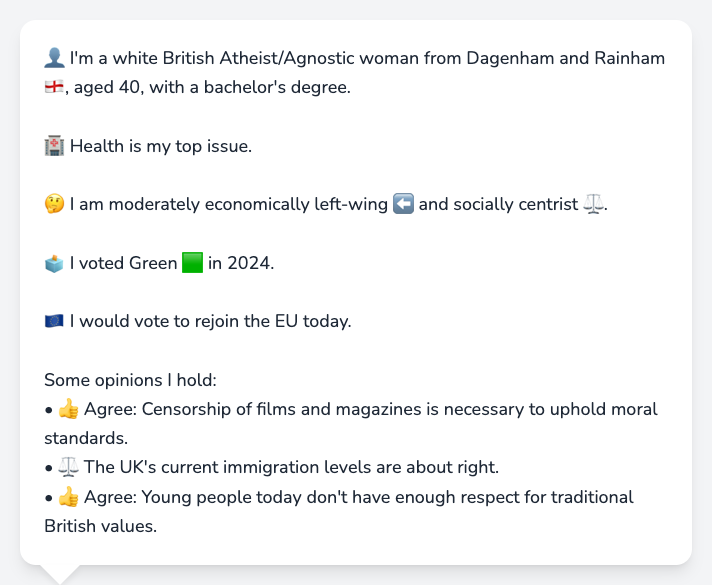 👤 I'm a white British Atheist/Agnostic woman from Dagenham and Rainham
🏴󠁧󠁢󠁥󠁮󠁧󠁿, aged 40, with a bachelor's degree.
🏥 Health is my top issue.
🤔 I am moderately economically left-wing ⬅️ and socially centrist ⚖️.
🗳️ I voted Green 🟩 in 2024.
🇪🇺 I would vote to rejoin the EU today.
Some opinions I hold:
• 👍 Agree: Censorship of films and magazines is necessary to uphold moral
standards.
• ⚖️ The UK's current immigration levels are about right.
• 👍 Agree: Young people today don't have enough respect for traditional
British values.